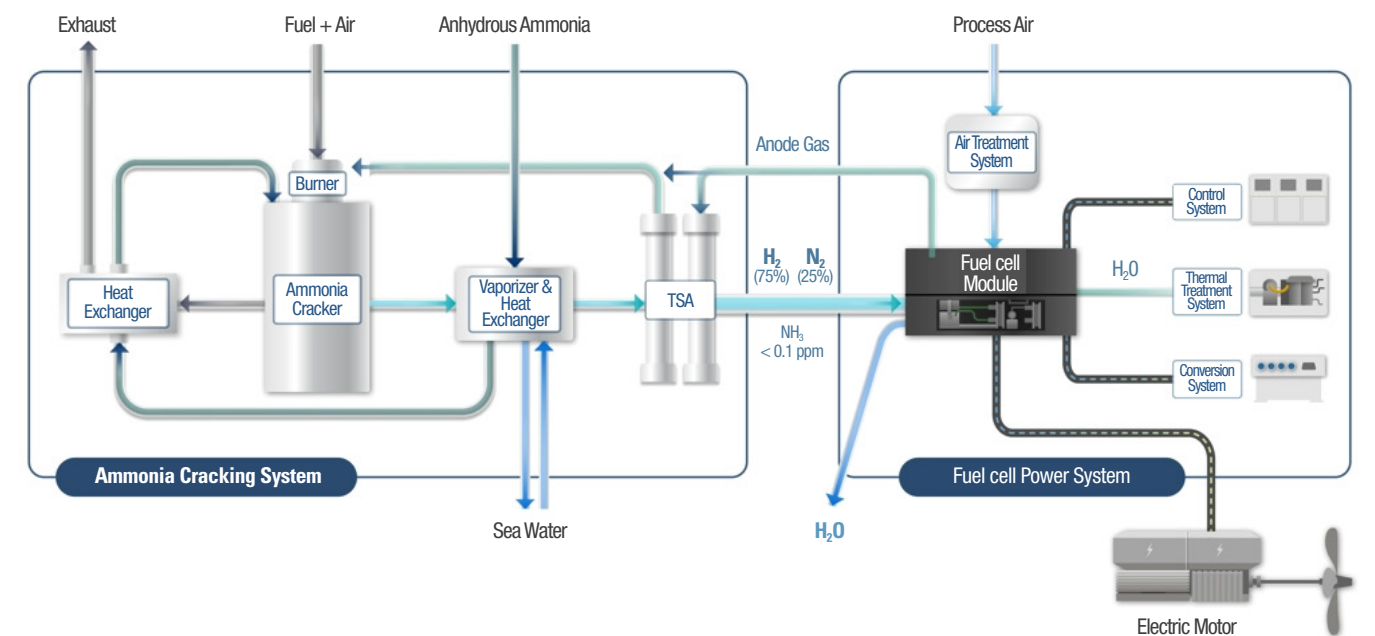 Exhaust
Fuel + Air
Anhydrous Ammonia
Process Air
Anode Gas
Air Treatment
System
Burner
Control
System
Heat
Exchanger
Ammonia
Cracker
Vaporizer &
Heat
Exchanger
TSA
H₂ N₂
(75%) (25%)
NH₃
< 0.1 ppm
Fuel cell
Module
H₂O
Thermal
Treatment
System
Conversion
System
Ammonia Cracking System
Fuel cell Power System
Sea Water
H₂O
Electric Motor